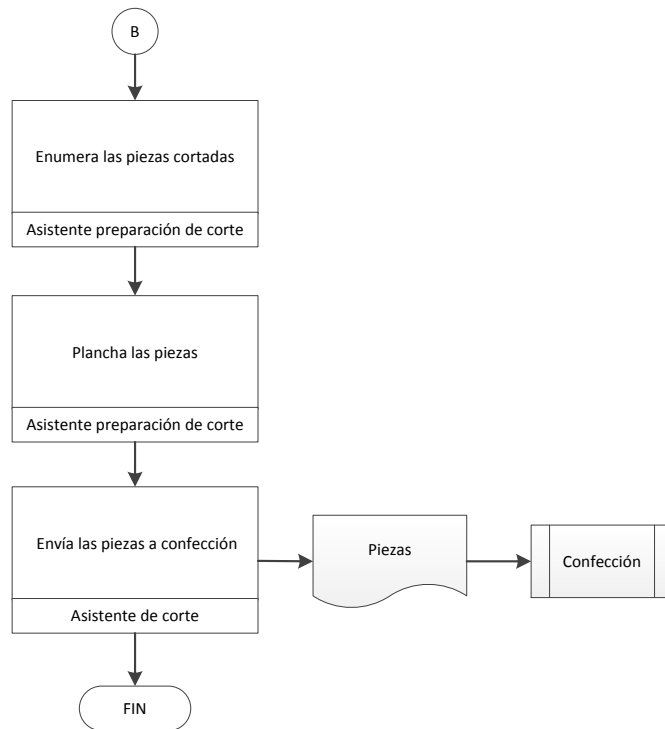 B
Enumera las piezas cortadas
Asistente preparación de corte
Plancha las piezas
Asistente preparación de corte
Envía las piezas a confección
Piezas
Confección
Asistente de corte
FIN